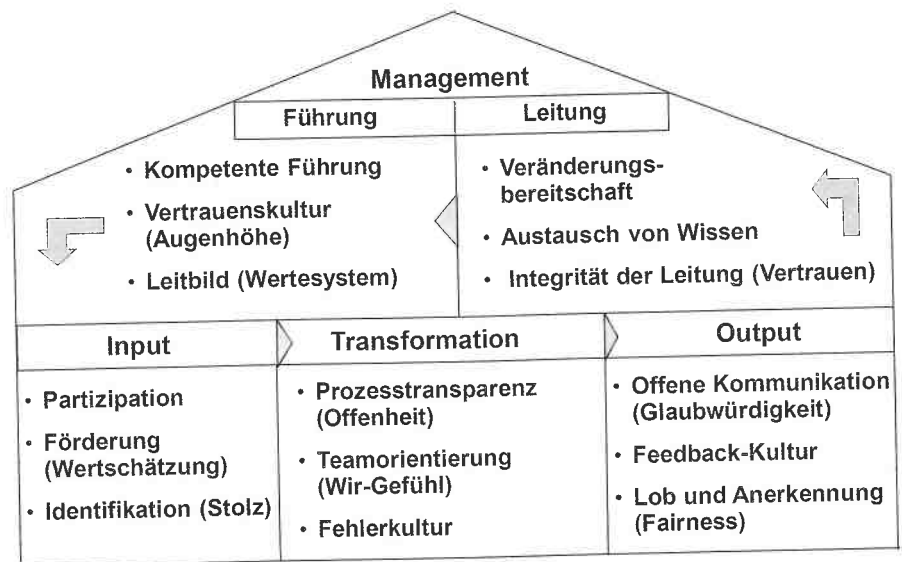 Management
Führung
Leitung
• Kompetente Führung
• Vertrauenskultur
(Augenhöhe)
• Leitbild (Wertesystem)
• Veränderungs-
bereitschaft
• Austausch von Wissen
• Integrität der Leitung (Vertrauen)
Input
Transformation
Output
• Partizipation
• Förderung
(Wertschätzung)
• Identifikation (Stolz)
• Prozesstransparenz
(Offenheit)
• Teamorientierung
(Wir-Gefühl)
• Fehlerkultur
• Offene Kommunikation
(Glaubwürdigkeit)
• Feedback-Kultur
• Lob und Anerkennung
(Fairness)